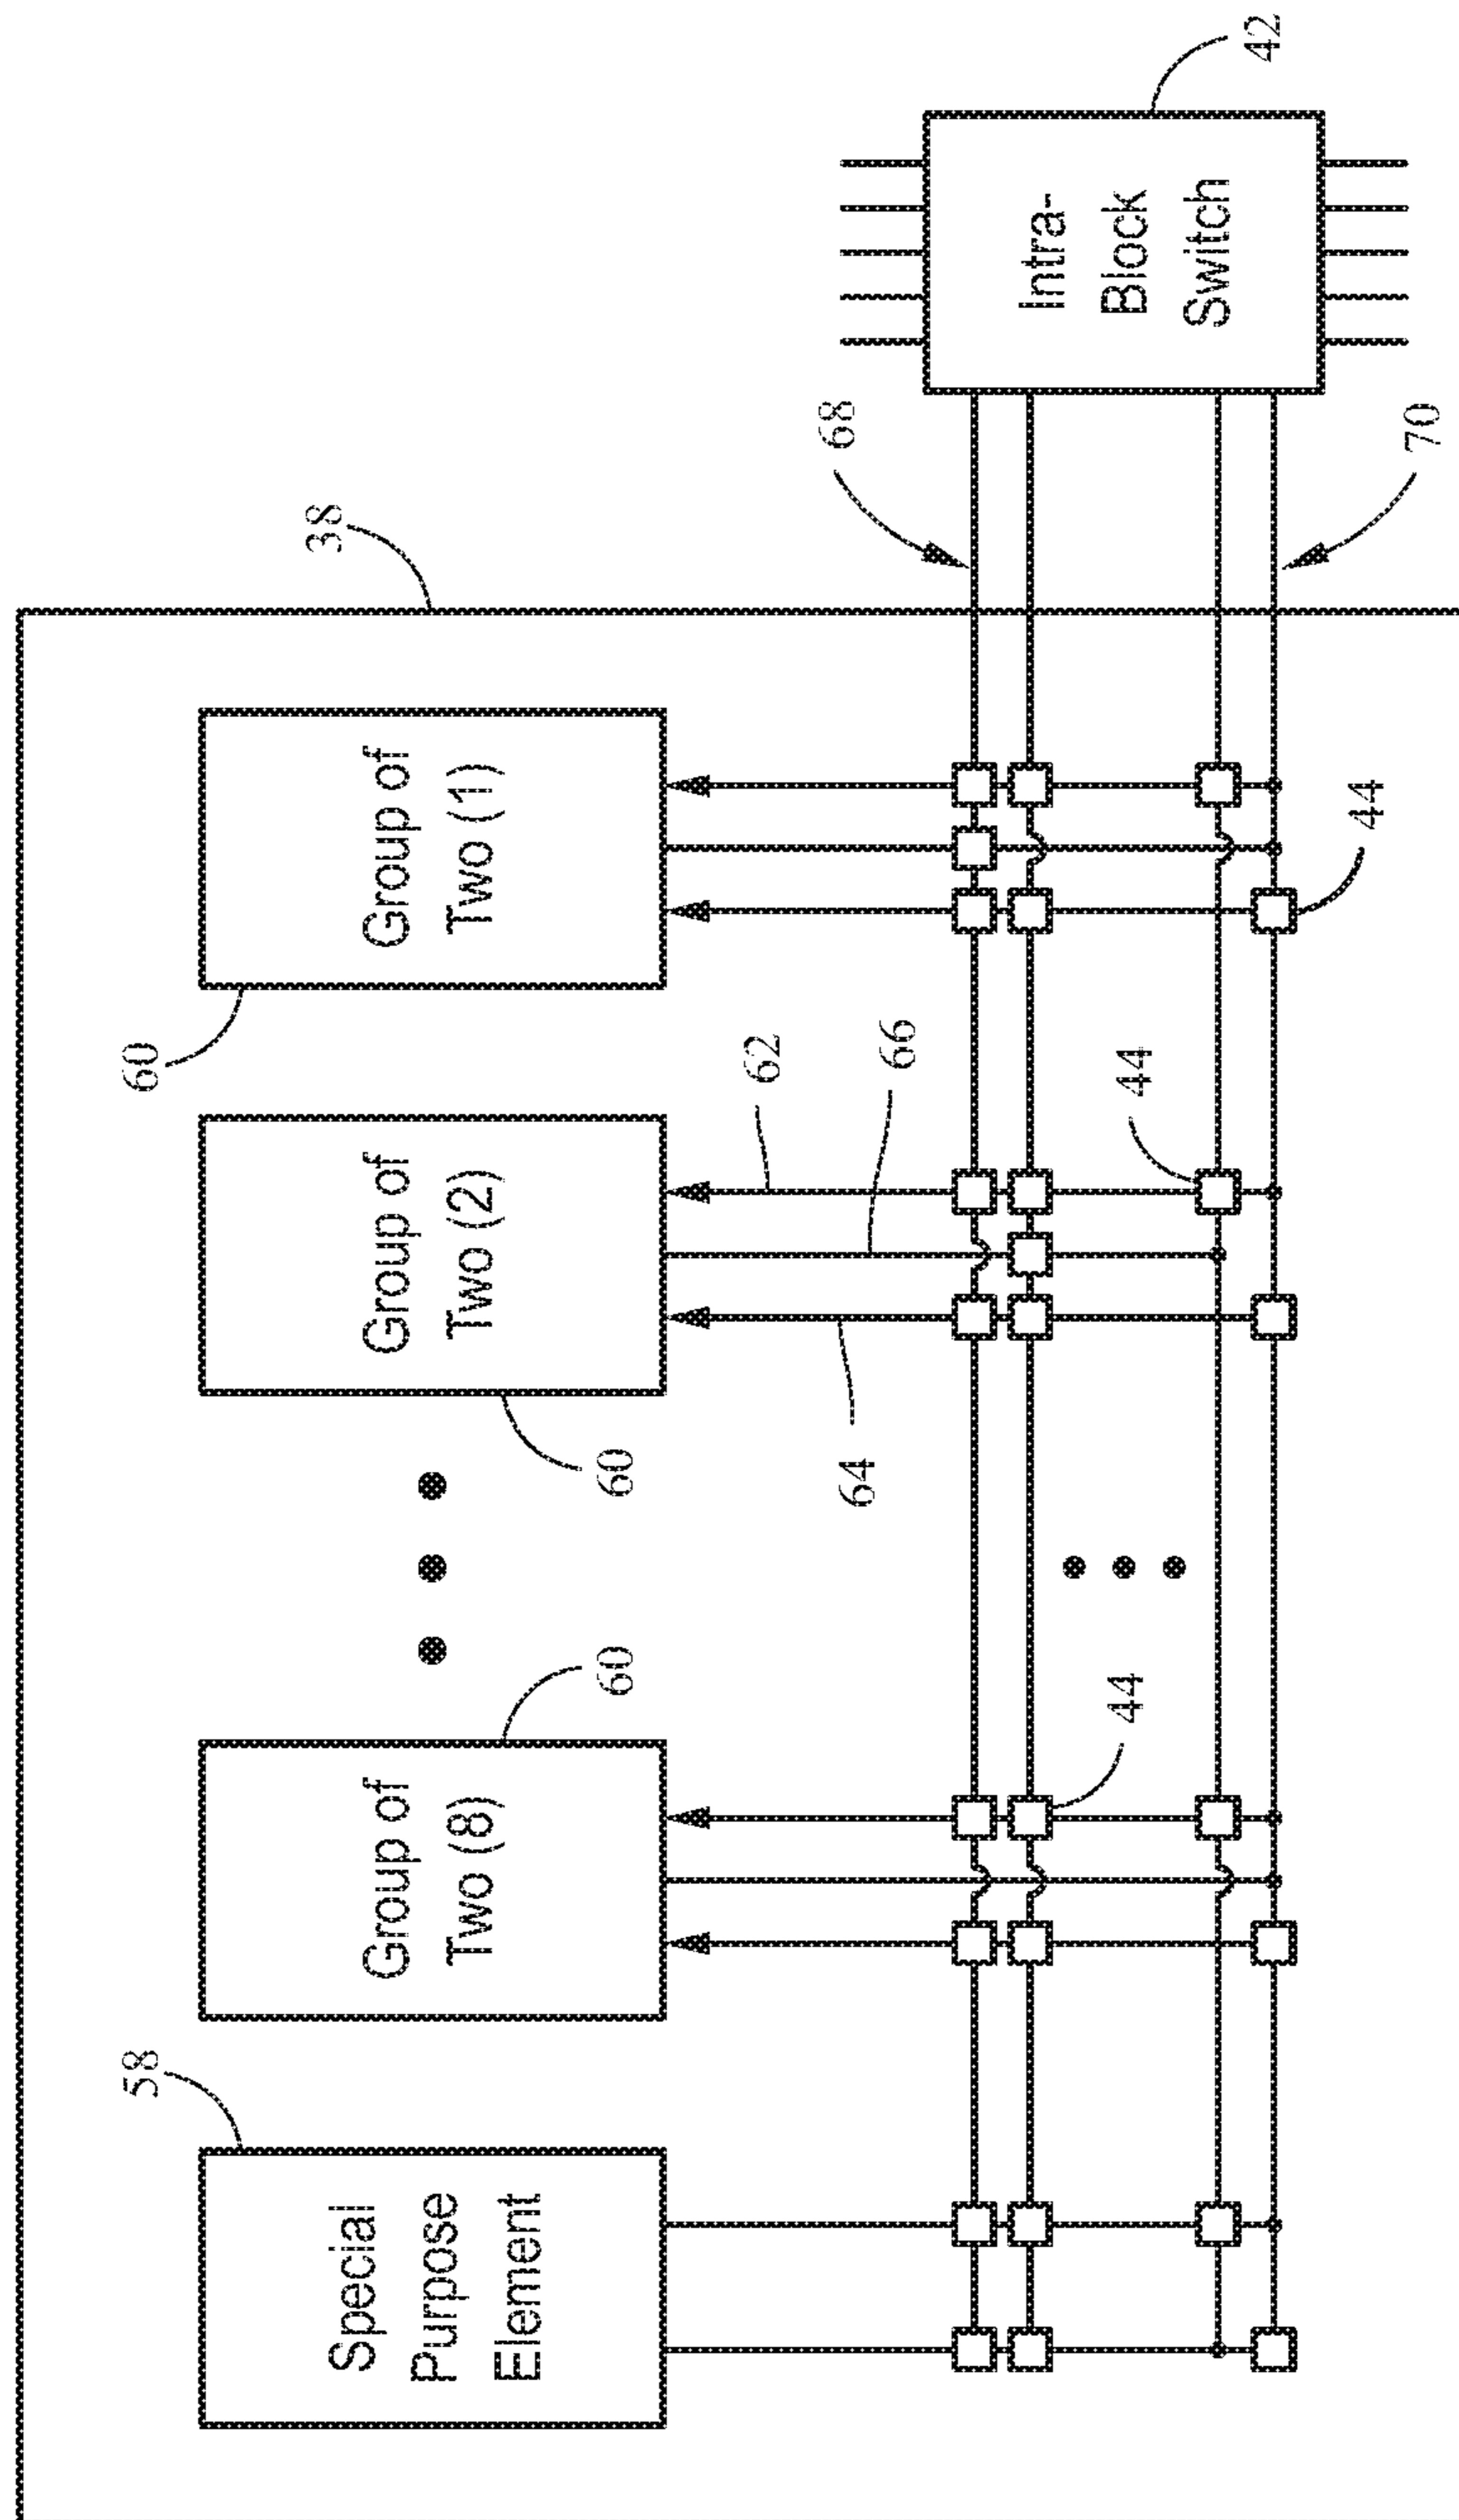 58
Special
Purpose
Element
Group of
Two (8)
60
60
Group of
Two (2)
60
Group of
Two (1)
38
64
62
66
44
44
44
68
70
Intra-
Block
Switch
42